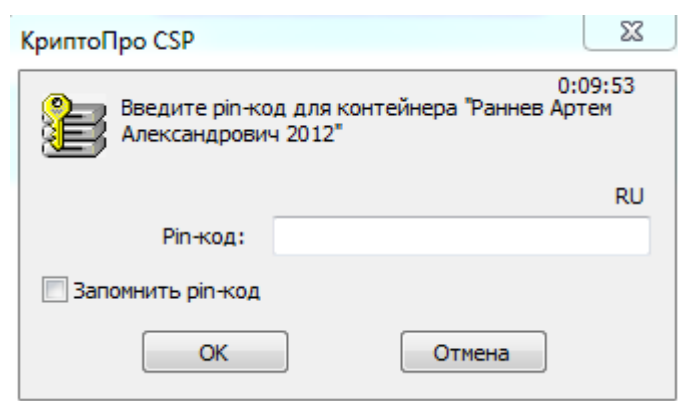 КриптоПро CSP
0:09:53
Введите pin-код для контейнера "Раннев Артем
Александрович 2012"
RU
Pin-код:
Запомнить pin-код
OK
Отмена